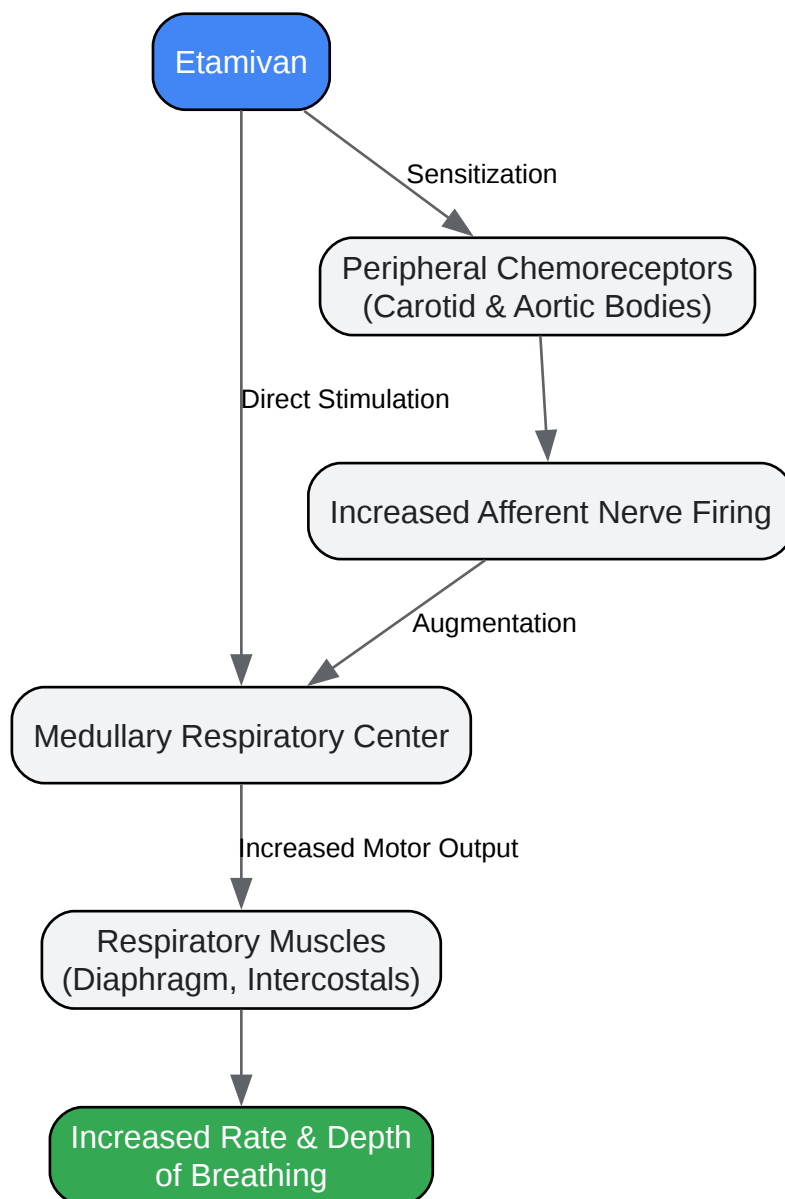 Etamivan
Sensitization
Peripheral Chemoreceptors
(Carotid & Aortic Bodies)
Direct Stimulation
Increased Afferent Nerve Firing
Augmentation
Medullary Respiratory Center
Increased Motor Output
Respiratory Muscles
(Diaphragm, Intercostals)
Increased Rate & Depth
of Breathing